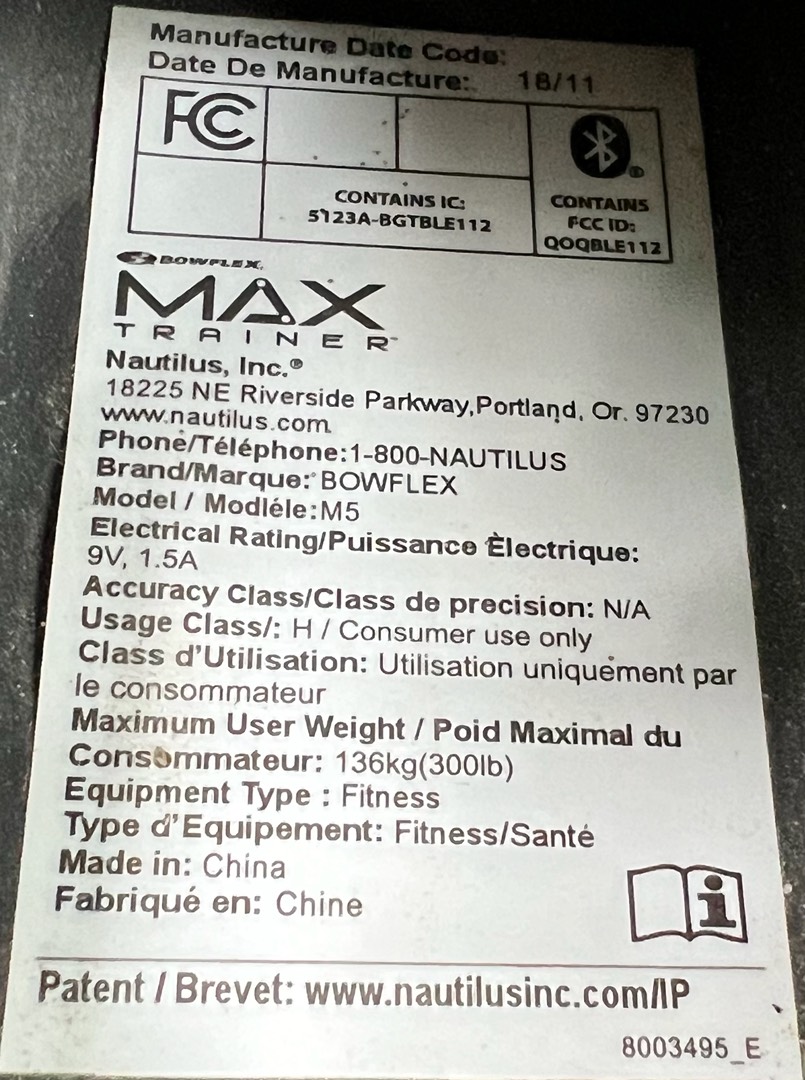 Manufacture Date Code:
Date De Manufacture: 18/11
FC
CONTAINS IC:
5123A-BGTBLE112
CONTAINS
FCC ID:
QOQBLE112
BOWFLEX
MAX
TRAINER™
Nautilus, Inc.®
18225 NE Riverside Parkway,Portland, Or. 97230
www.nautilus.com
Phone/Téléphone:1-800-NAUTILUS
Brand/Marque: BOWFLEX
Model / Modléle:M5
Electrical Rating/Puissance Èlectrique:
9V, 1.5A
Accuracy Class/Class de precision: N/A
Usage Class/: H / Consumer use only
Class d'Utilisation: Utilisation uniquement par
le consommateur
Maximum User Weight / Poid Maximal du
Consommateur: 136kg(300lb)
Equipment Type : Fitness
Type d'Equipement: Fitness/Santé
Made in: China
Fabriqué en: Chine
Patent / Brevet: www.nautilusinc.com/IP
8003495_E